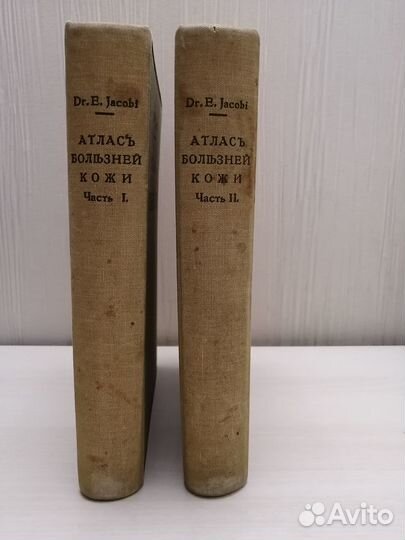 Dr. E. Jacobi
АТЛАСЪ
БОЛѢЗНЕЙ
КОЖИ
Часть I.
Dr. E. Jacobi
АТЛАСЪ
БОЛѢЗНЕЙ
КОЖИ
Часть II.
Avito